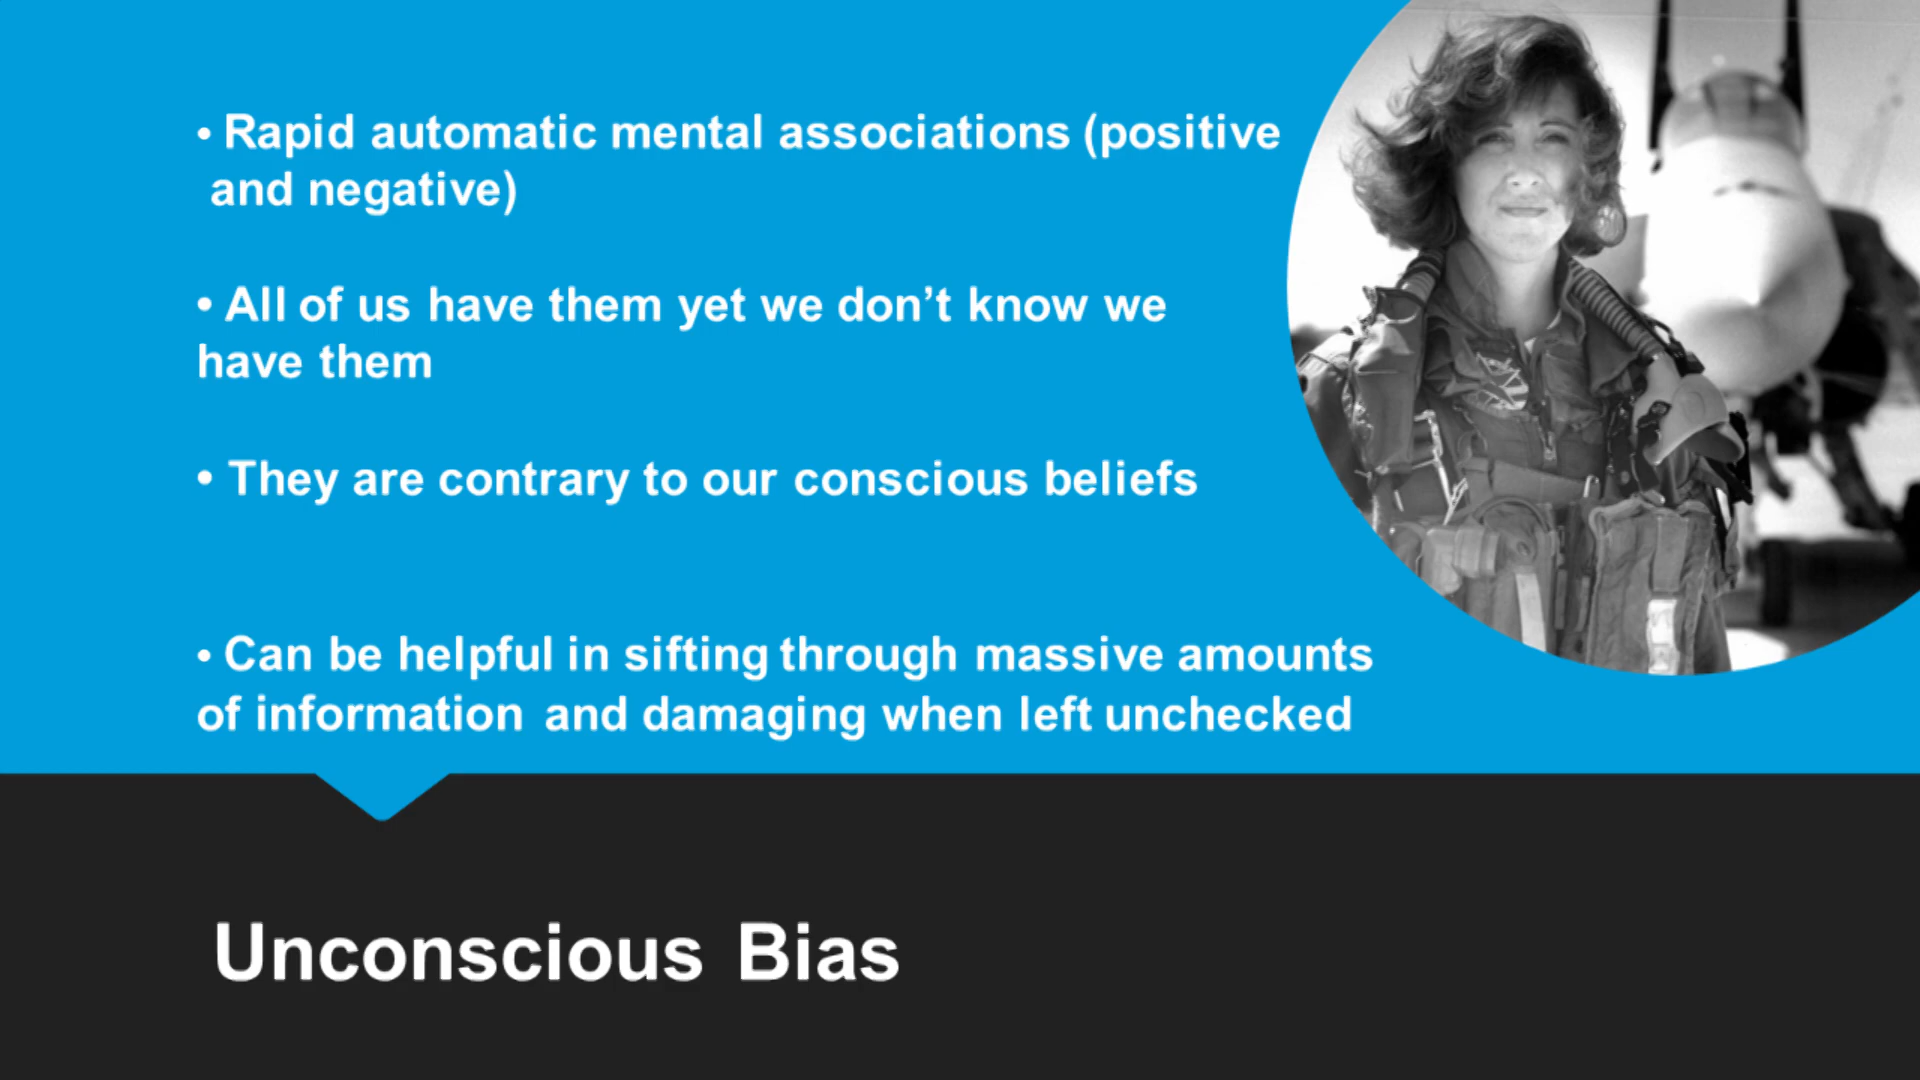 • Rapid automatic mental associations (positive
and negative)
• All of us have them yet we don’t know we
have them
• They are contrary to our conscious beliefs
• Can be helpful in sifting through massive amounts
of information and damaging when left unchecked
Unconscious Bias